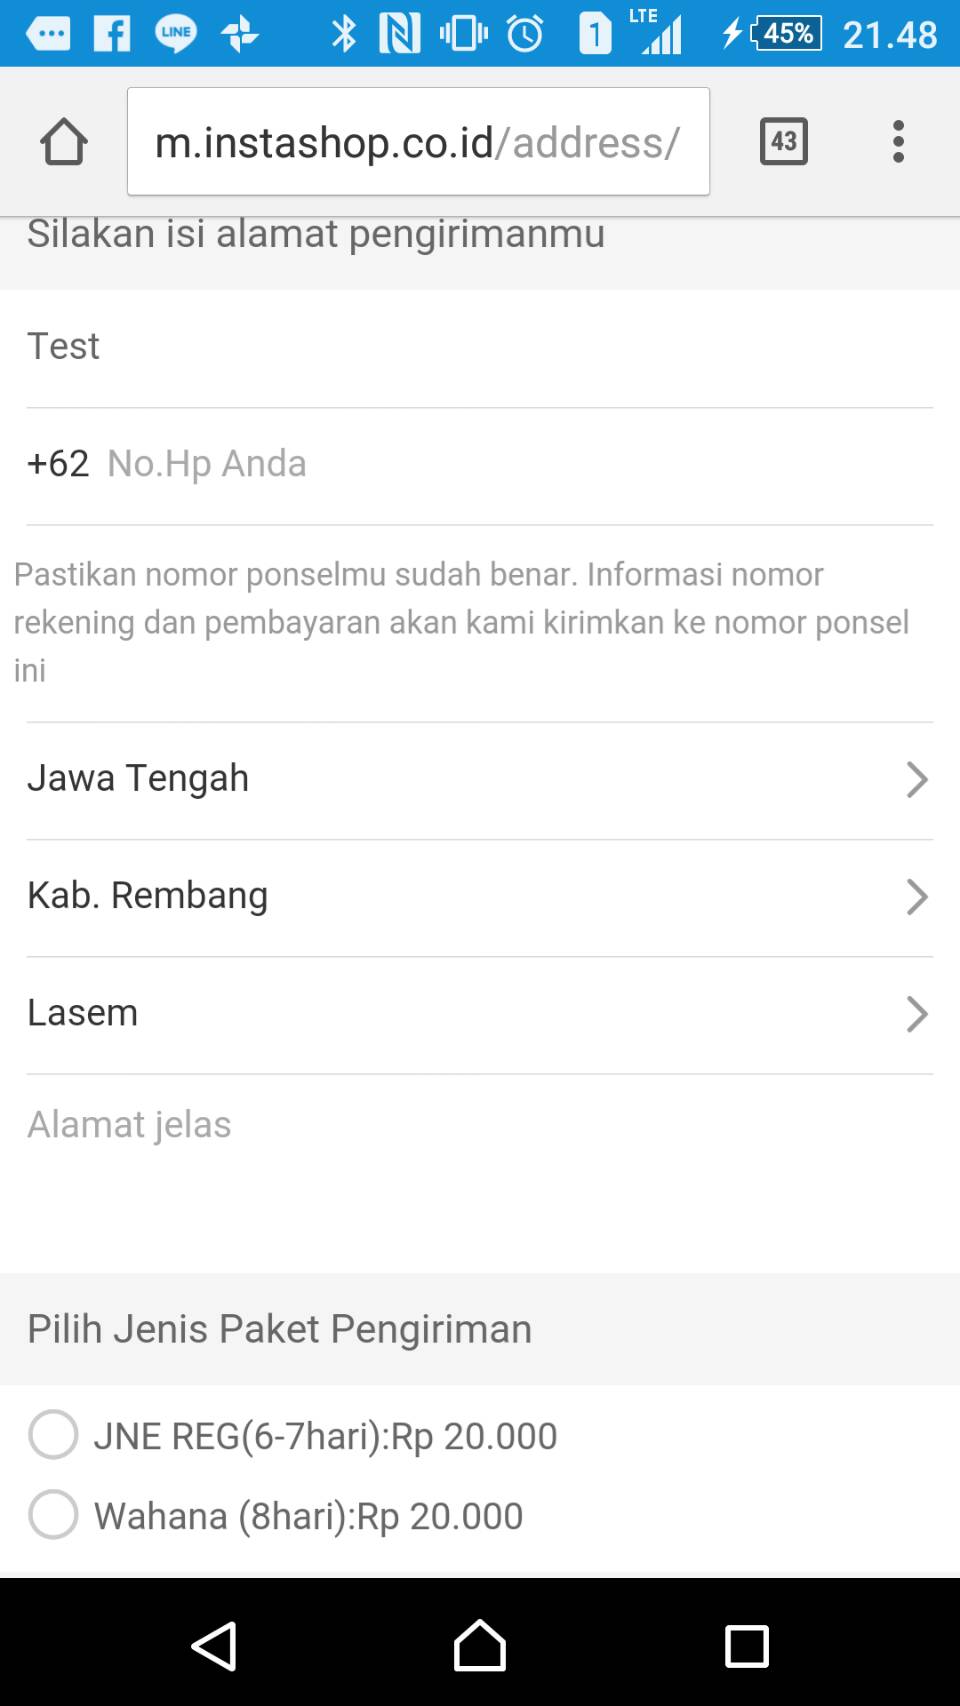 LINE 1 LTE 45% 21.48
m.instashop.co.id/address/ 43
Silakan isi alamat pengirimanmu
Test
+62 No.Hp Anda
Pastikan nomor ponselmu sudah benar. Informasi nomor
rekening dan pembayaran akan kami kirimkan ke nomor ponsel
ini
Jawa Tengah
Kab. Rembang
Lasem
Alamat jelas
Pilih Jenis Paket Pengiriman
JNE REG(6-7hari):Rp 20.000
Wahana (8hari):Rp 20.000